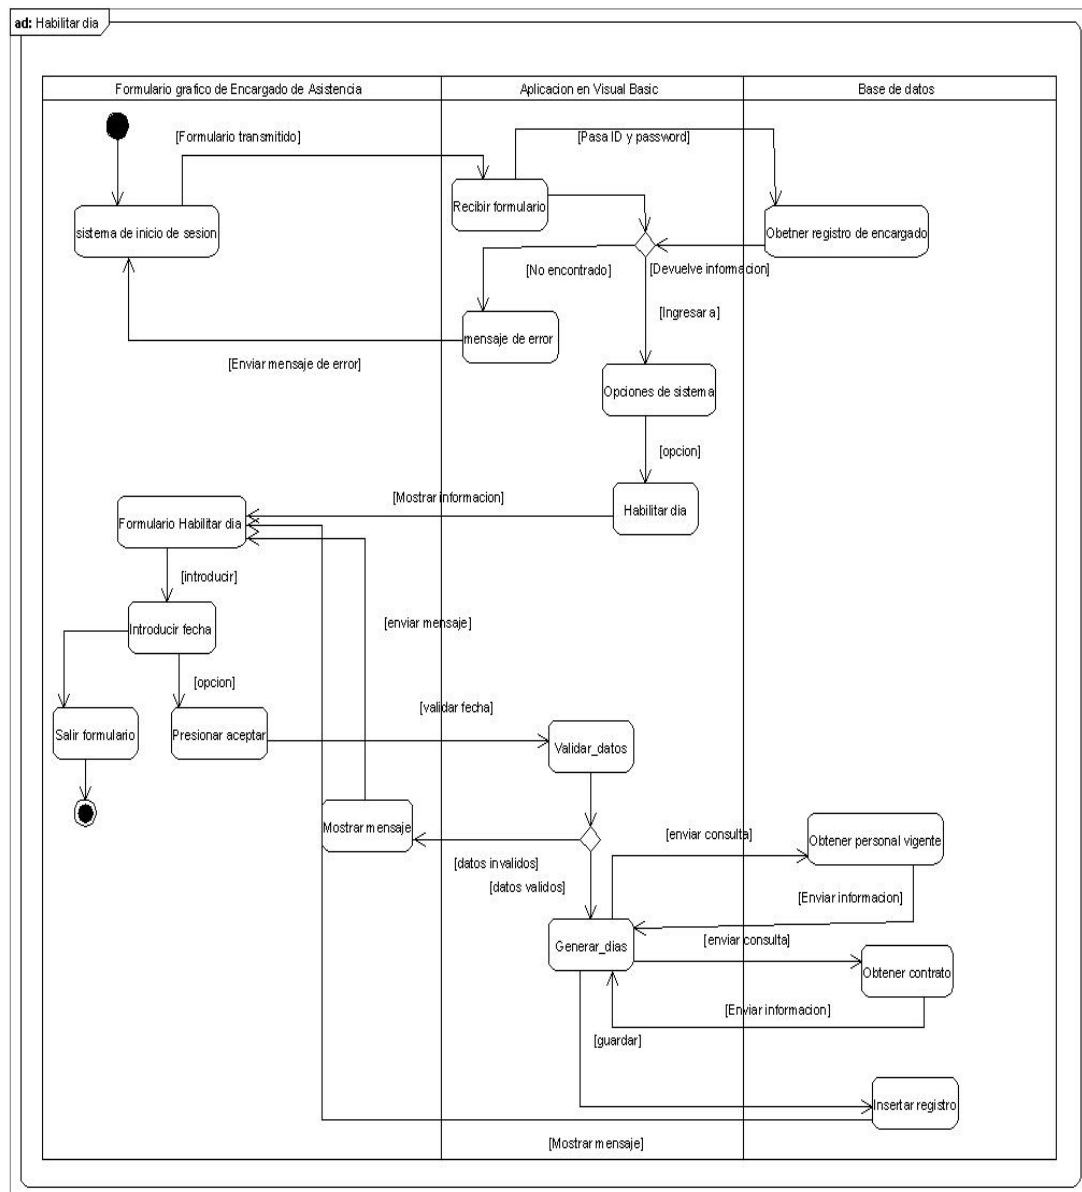 ad: Habilitar dia
Formulario grafico de Encargado de Asistencia
Aplicacion en Visual Basic
Base de datos
[Formulario transmitido]
[Pasa ID y password]
Recibir formulario
sistema de inicio de sesion
Obetner registro de encargado
[No encontrado]
[Devuelve informacion]
[Ingresar a]
mensaje de error
[Enviar mensaje de error]
Opciones de sistema
[opcion]
[Mostrar informacion]
Habilitar dia
Formulario Habilitar dia
[introducir]
[enviar mensaje]
Introducir fecha
[opcion]
[validar fecha]
Salir formulario
Presionar aceptar
Validar_datos
Mostrar mensaje
[enviar consulta]
Obtener personal vigente
[datos invalidos]
[datos validos]
[Enviar informacion]
[enviar consulta]
Generar_dias
Obtener contrato
[Enviar informacion]
[guardar]
Insertar registro
[Mostrar mensaje]